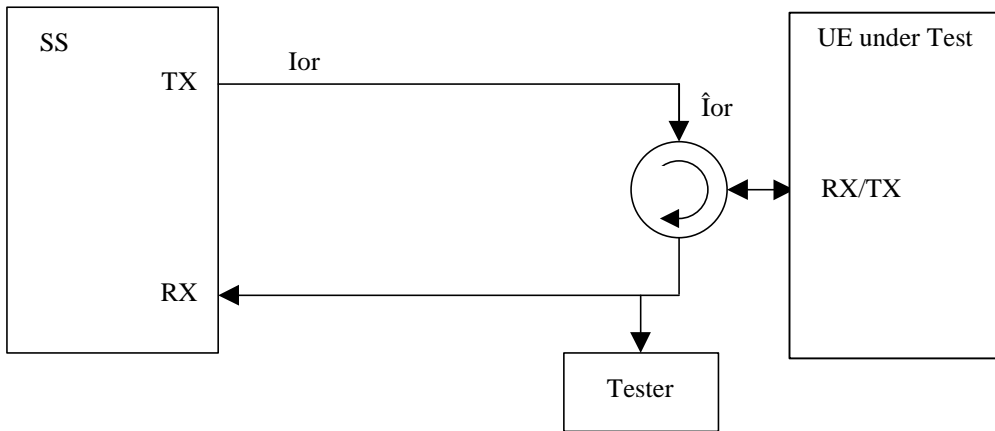 SS
UE under Test
TX
Ior
Îor
RX/TX
RX
Tester